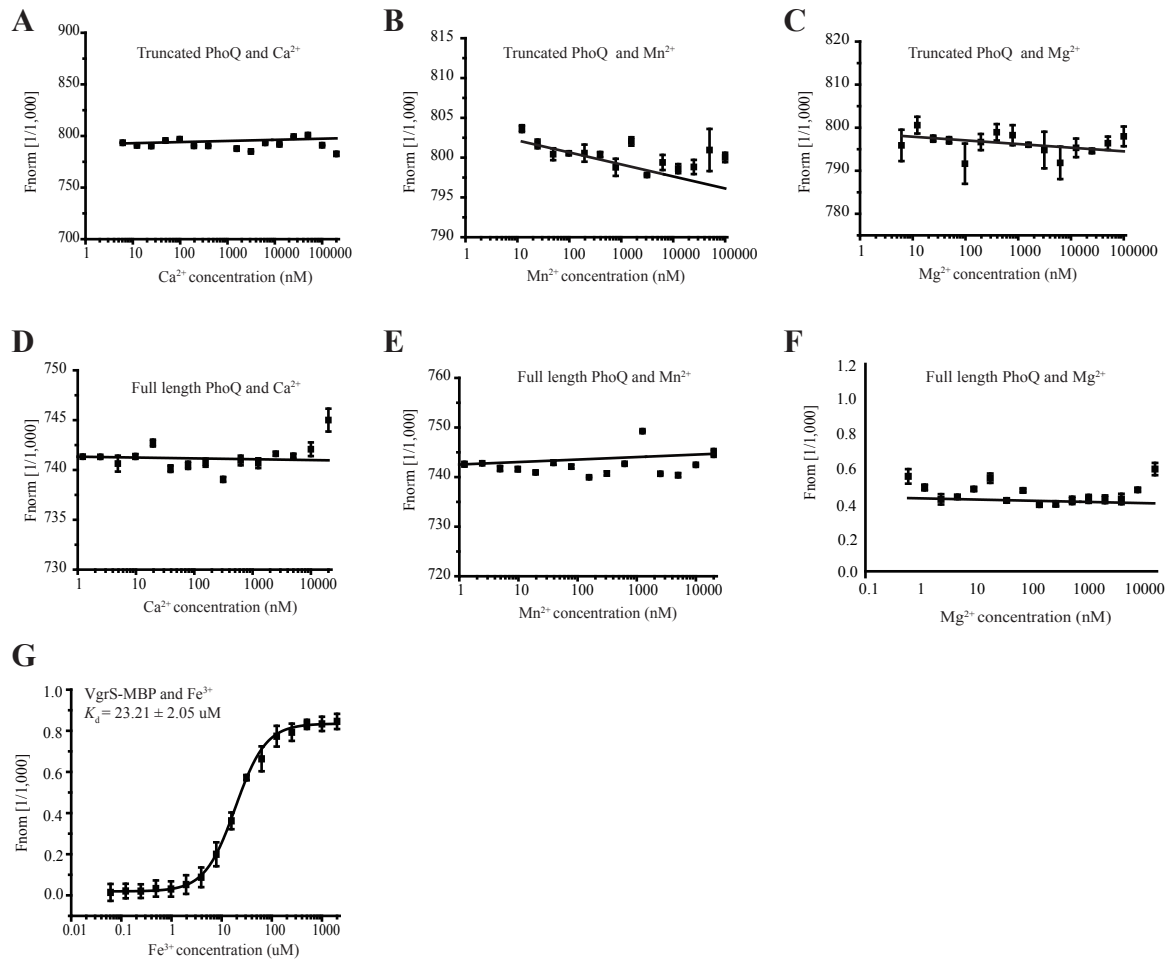 A
Truncated PhoQ and Ca²⁺
Fnorm [1/1,000]
900
850
800
750
700
1 10 100 1000 10000 100000
Ca²⁺ concentration (nM)
B
Truncated PhoQ and Mn²⁺
Fnorm [1/1,000]
815
810
805
800
795
790
1 10 100 1000 10000 100000
Mn²⁺ concentration (nM)
C
Truncated PhoQ and Mg²⁺
Fnorm [1/1,000]
820
810
800
795
790
780
1 10 100 1000 10000 100000
Mg²⁺ concentration (nM)
D
Full length PhoQ and Ca²⁺
Fnorm [1/1,000]
750
745
740
735
730
1 10 100 1000 10000
Ca²⁺ concentration (nM)
E
Full length PhoQ and Mn²⁺
Fnorm [1/1,000]
760
750
740
730
720
1 10 100 1000 10000
Mn²⁺ concentration (nM)
F
Full length PhoQ and Mg²⁺
Fnorm [1/1,000]
1.2
1.0
0.8
0.6
0.4
0.2
0.0
0.1 1 10 100 1000 10000
Mg²⁺ concentration (nM)
G
VgrS-MBP and Fe³⁺
Kd = 23.21 ± 2.05 uM
Fnom [1/1,000]
1.0
0.8
0.6
0.4
0.2
0.0
0.01 0.1 1 10 100 1000
Fe³⁺ concentration (uM)